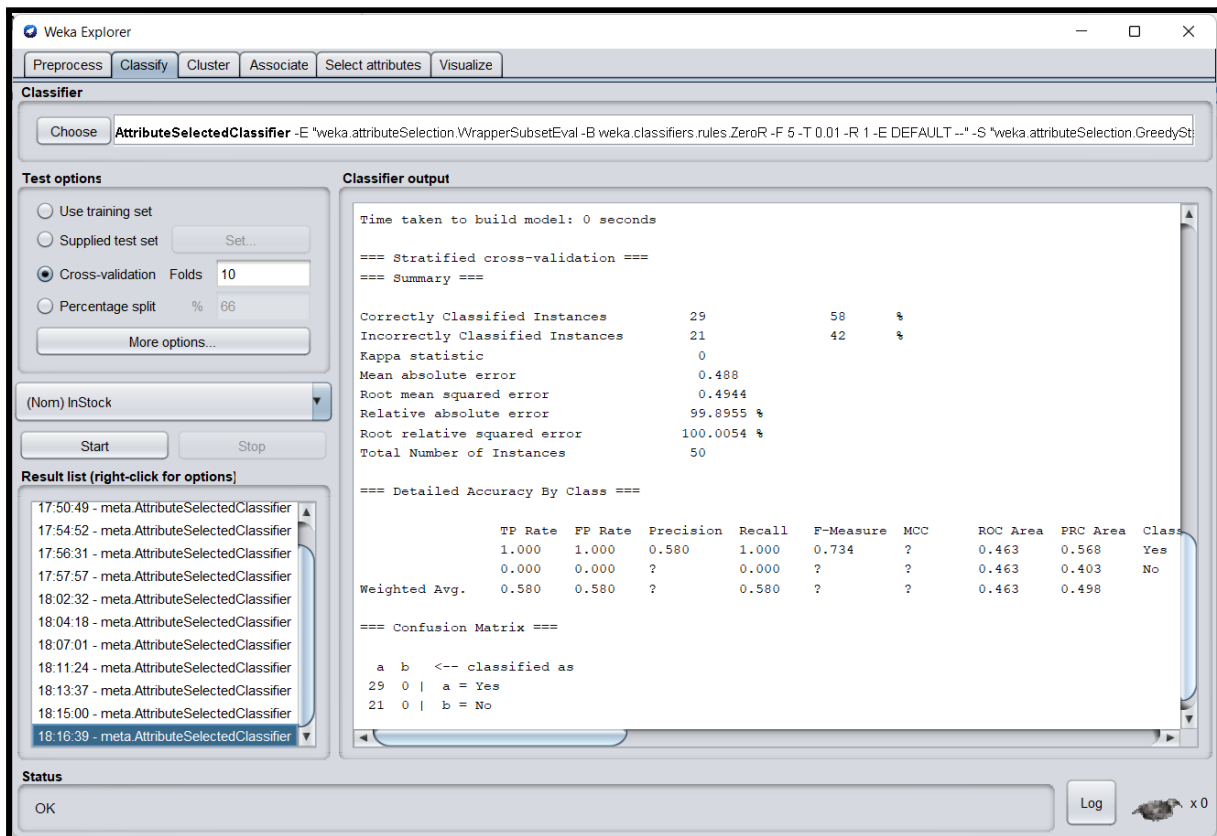 Weka Explorer
Preprocess Classify Cluster Associate Select attributes Visualize
Classifier
Choose AttributeSelectedClassifier -E "weka.attributeSelection.WrapperSubsetEval -B weka.classifiers.rules.ZeroR -F 5 -T 0.01 -R 1 -E DEFAULT --" -S "weka.attributeSelection.GreedySt
Test options
Use training set
Supplied test set Set...
Cross-validation Folds 10
Percentage split % 66
More options...
(Nom) InStock
Start Stop
Result list (right-click for options)
17:50:49 - meta.AttributeSelectedClassifier
17:54:52 - meta.AttributeSelectedClassifier
17:56:31 - meta.AttributeSelectedClassifier
17:57:57 - meta.AttributeSelectedClassifier
18:02:32 - meta.AttributeSelectedClassifier
18:04:18 - meta.AttributeSelectedClassifier
18:07:01 - meta.AttributeSelectedClassifier
18:11:24 - meta.AttributeSelectedClassifier
18:13:37 - meta.AttributeSelectedClassifier
18:15:00 - meta.AttributeSelectedClassifier
18:16:39 - meta.AttributeSelectedClassifier
Classifier output
Time taken to build model: 0 seconds
=== Stratified cross-validation ===
=== Summary ===
Correctly Classified Instances 29 58 %
Incorrectly Classified Instances 21 42 %
Kappa statistic 0
Mean absolute error 0.488
Root mean squared error 0.4944
Relative absolute error 99.8955 %
Root relative squared error 100.0054 %
Total Number of Instances 50
=== Detailed Accuracy By Class ===
TP Rate FP Rate Precision Recall F-Measure MCC ROC Area PRC Area Class
1.000 1.000 0.580 1.000 0.734 ? 0.463 0.568 Yes
0.000 0.000 ? 0.000 ? ? 0.463 0.403 No
Weighted Avg. 0.580 0.580 ? 0.580 ? ? 0.463 0.498
=== Confusion Matrix ===
a b <-- classified as
29 0 | a = Yes
21 0 | b = No
Status
OK
Log x 0